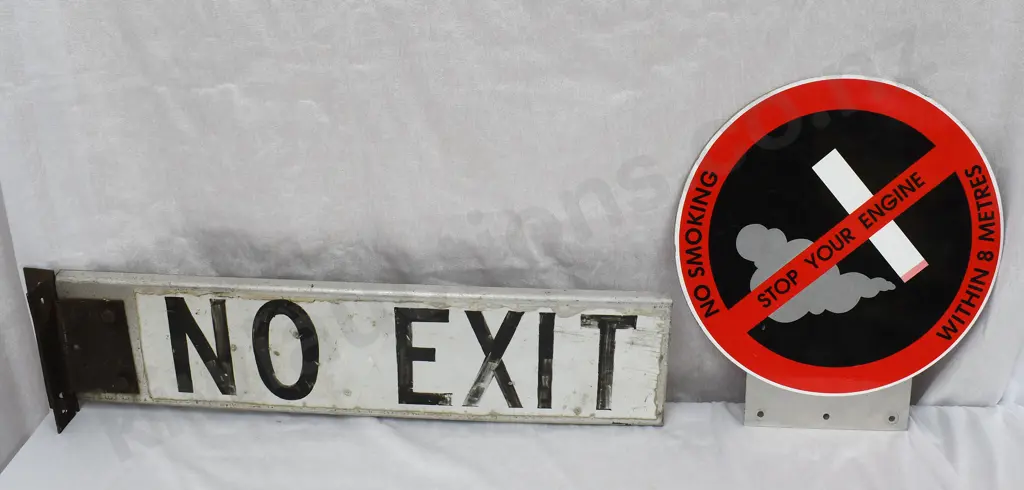 NO EXIT
NO SMOKING
STOP YOUR ENGINE
WITHIN 8 METRES